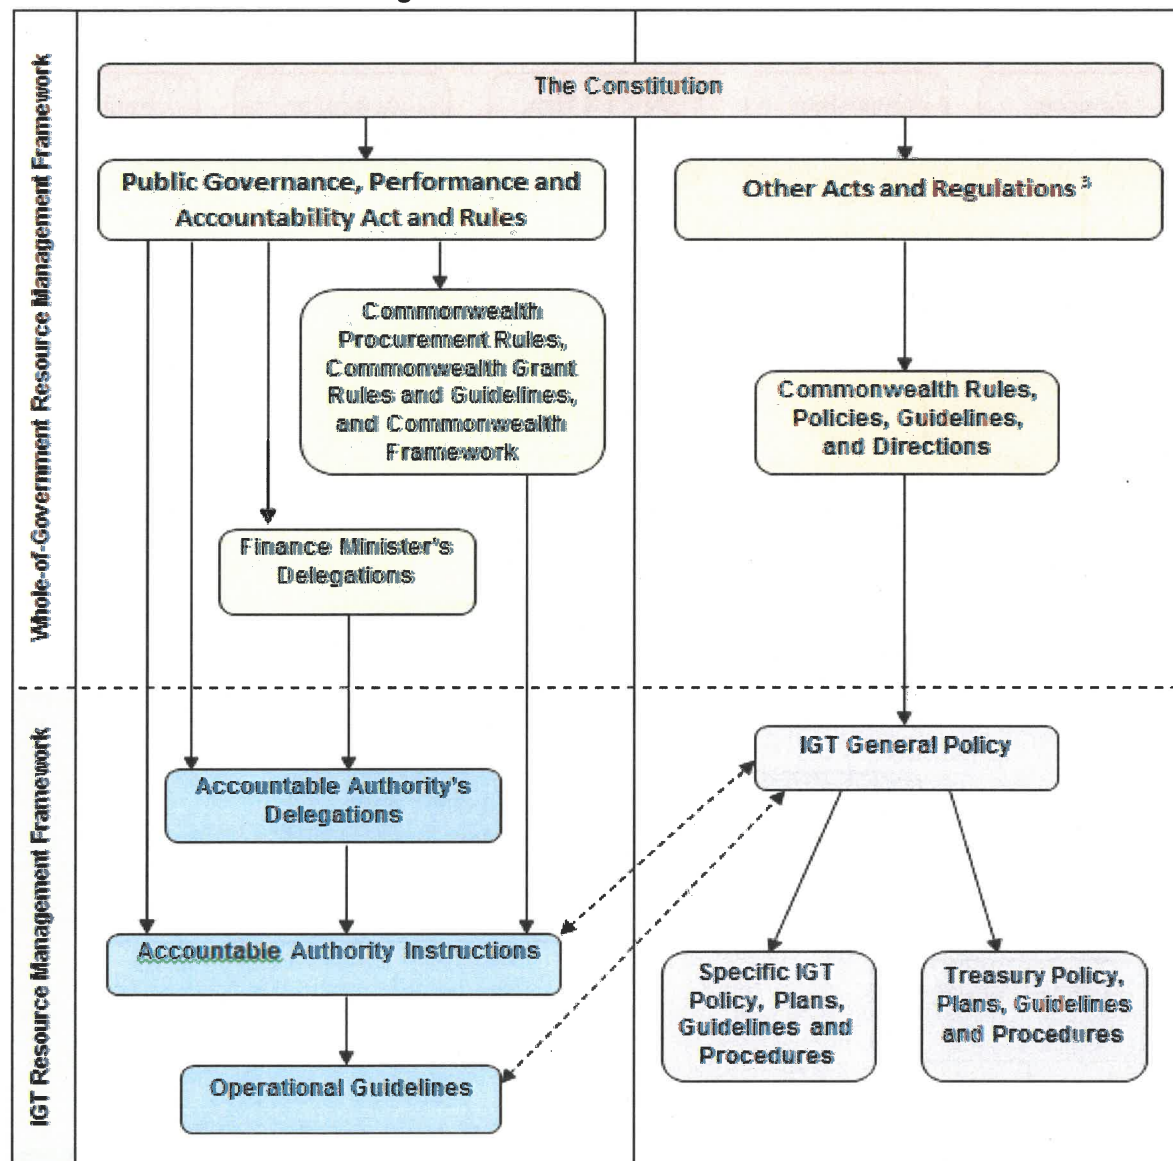 Whole-of-Government Resource Management Framework
The Constitution
Public Governance, Performance and
Accountability Act and Rules
Other Acts and Regulations 3
Commonwealth
Procurement Rules,
Commonwealth Grant
Rules and Guidelines,
and Commonwealth
Framework
Commonwealth Rules,
Policies, Guidelines,
and Directions
Finance Minister's
Delegations
IGT Resource Management Framework
IGT General Policy
Accountable Authority's
Delegations
Accountable Authority Instructions
Specific IGT
Policy, Plans,
Guidelines and
Procedures
Treasury Policy,
Plans, Guidelines
and Procedures
Operational Guidelines